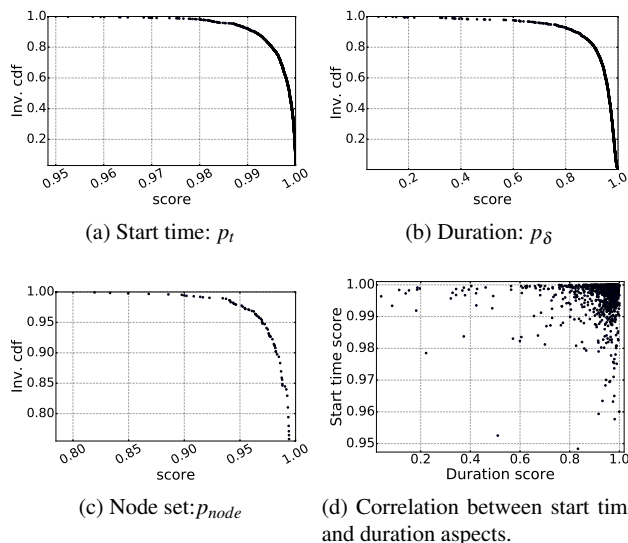 1.0
0.8
0.6
0.4
0.2
Inv. cdf
0.95 0.96 0.97 0.98 0.99 1.00
score
(a) Start time: pt
1.0
0.8
0.6
0.4
0.2
Inv. cdf
0.2 0.4 0.6 0.8 1.0
score
(b) Duration: pδ
1.00
0.95
0.90
0.85
0.80
Inv. cdf
0.80 0.85 0.90 0.95 1.00
score
(c) Node set:pnode
1.00
0.99
0.98
0.97
0.96
0.95
Start time score
0.2 0.4 0.6 0.8 1.0
Duration score
(d) Correlation between start tim
and duration aspects.